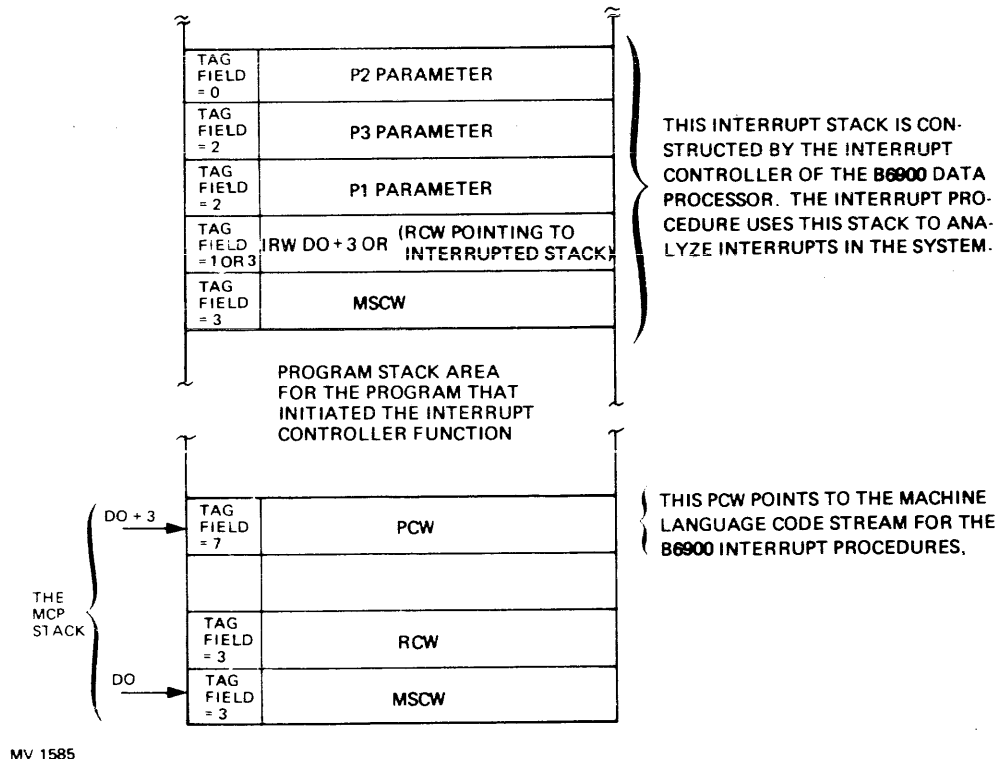 TAG
FIELD
= 0
P2 PARAMETER
TAG
FIELD
= 2
P3 PARAMETER
TAG
FIELD
= 2
P1 PARAMETER
TAG
FIELD
= 1 OR 3
IRW DO + 3 OR (RCW POINTING TO
INTERRUPTED STACK)
TAG
FIELD
= 3
MSCW
THIS INTERRUPT STACK IS CON-
STRUCTED BY THE INTERRUPT
CONTROLLER OF THE B6900 DATA
PROCESSOR. THE INTERRUPT PRO-
CEDURE USES THIS STACK TO ANA-
LYZE INTERRUPTS IN THE SYSTEM.
PROGRAM STACK AREA
FOR THE PROGRAM THAT
INITIATED THE INTERRUPT
CONTROLLER FUNCTION
DO + 3
TAG
FIELD
= 7
PCW
THIS PCW POINTS TO THE MACHINE
LANGUAGE CODE STREAM FOR THE
B6900 INTERRUPT PROCEDURES,
THE
MCP
STACK
TAG
FIELD
= 3
RCW
DO
TAG
FIELD
= 3
MSCW
MV 1585